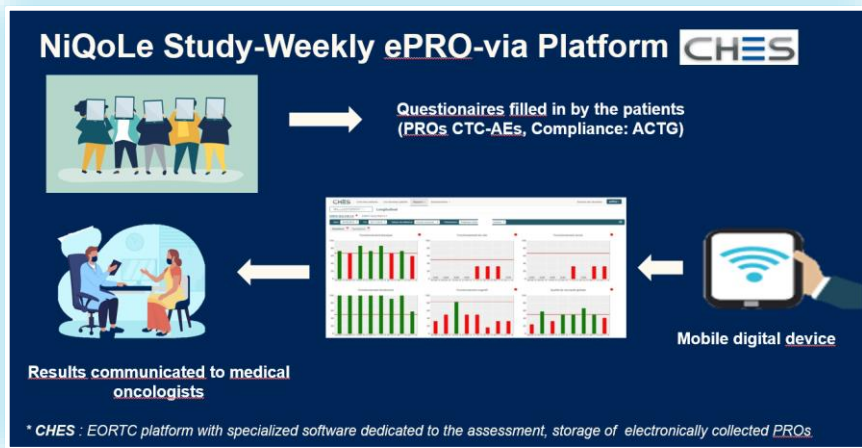 NiQoLe Study-Weekly ePRO-via Platform CHES
Questionaires filled in by the patients
(PROs CTC-AEs, Compliance: ACTG)
CHES
Longitudinal
Mobile digital device
Results communicated to medical
oncologists
* CHES : EORTC platform with specialized software dedicated to the assessment, storage of electronically collected PROs